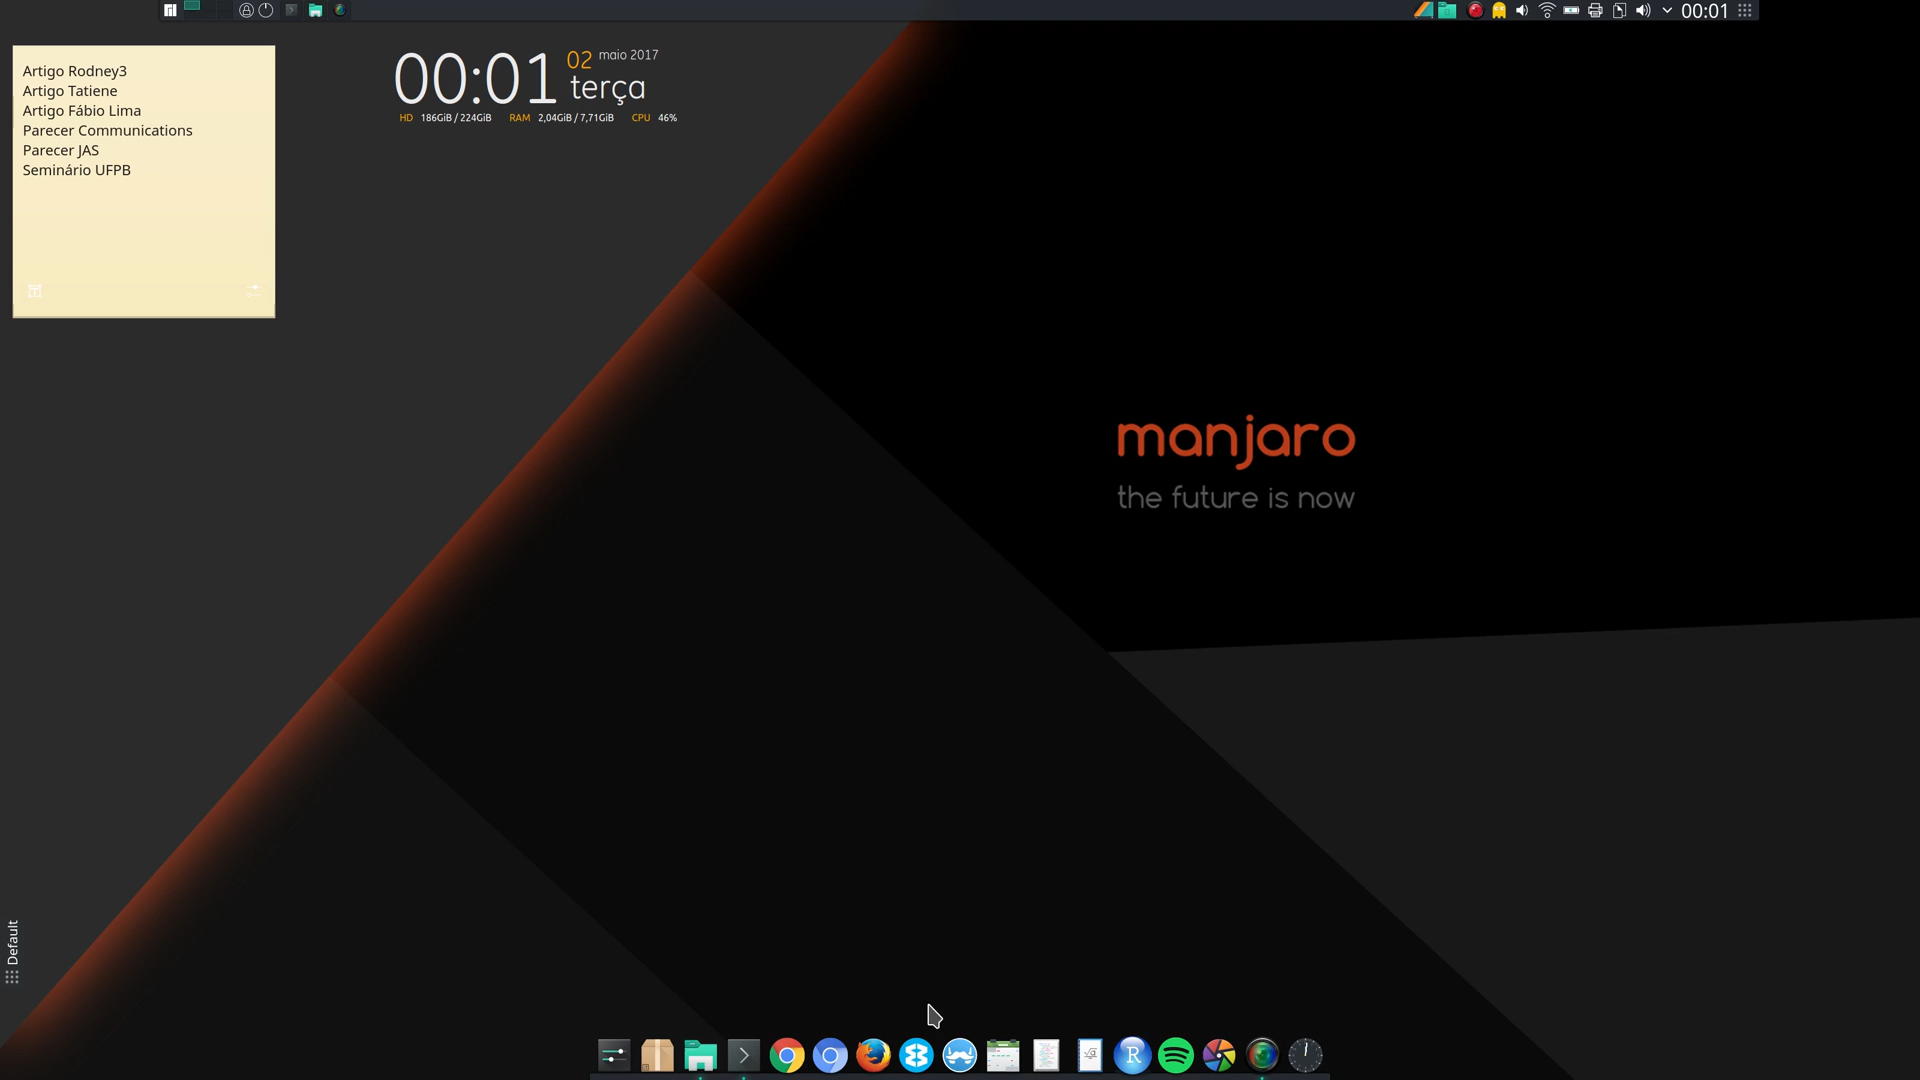 00:01
Artigo Rodney3
Artigo Tatiene
Artigo Fábio Lima
Parecer Communications
Parecer JAS
Seminário UFPB
00:01 02 maio 2017
terça
HD 186GiB / 224GiB RAM 2,04GiB / 7,71GiB CPU 46%
manjaro
the future is now
Default
R